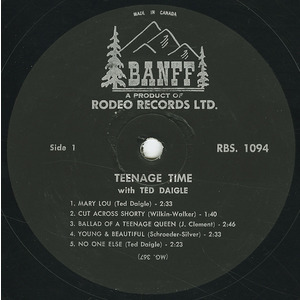 MADE IN CANADA
BANFF
A PRODUCT OF
RODEO RECORDS LTD.
Side 1
RBS. 1094
TEENAGE TIME
with TED DAIGLE
1. MARY LOU (Ted Daigle) - 2:33
2. CUT ACROSS SHORTY (Wilkin-Walker) - 1:40
3. BALLAD OF A TEENAGE QUEEN (J. Clement) - 2:46
4. YOUNG & BEAUTIFUL (Schroeder-Silver) - 2:33
5. NO ONE ELSE (Ted Daigle) - 2:23
(MO. 367)